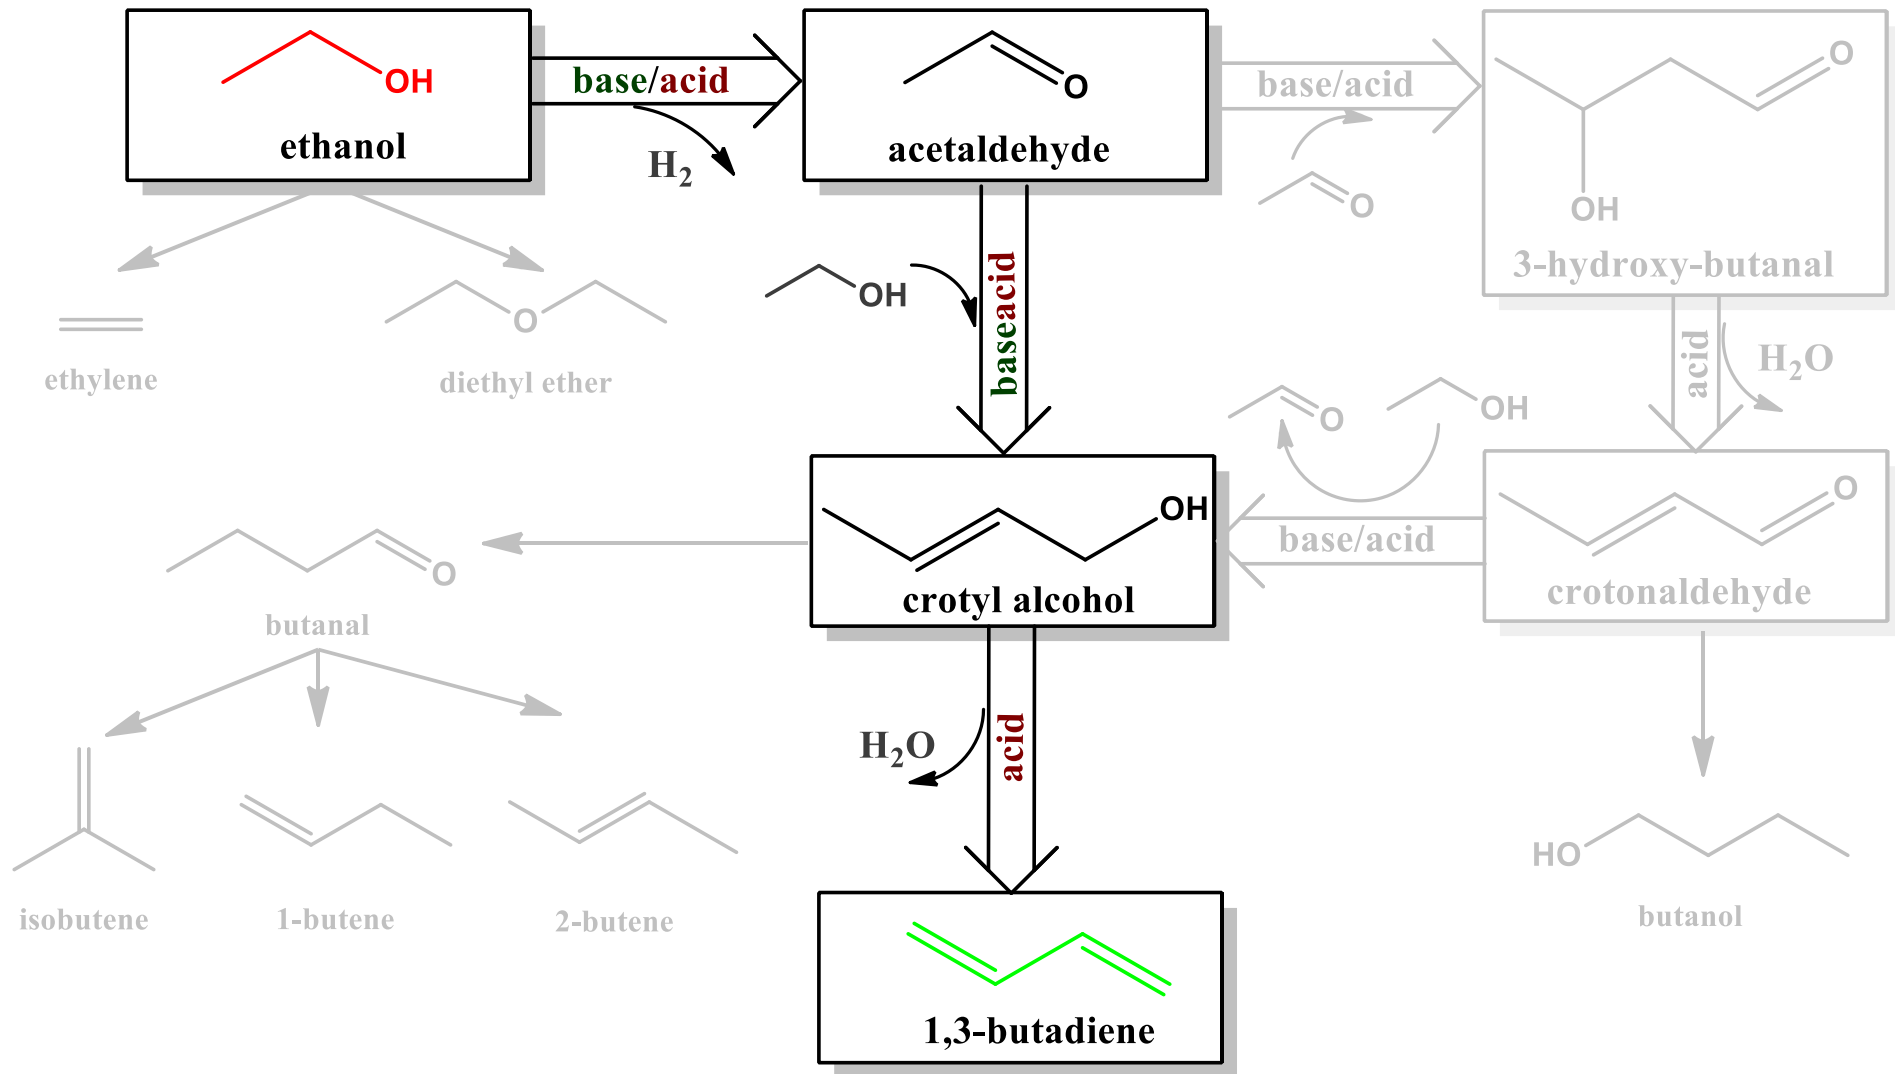 OH
ethanol
base/acid
H2
O
acetaldehyde
base/acid
O
O
OH
3-hydroxy-butanal
ethylene
O
diethyl ether
OH
baseacid
acid
H2O
O
OH
OH
crotyl alcohol
base/acid
O
crotonaldehyde
O
butanal
H2O
acid
isobutene
1-butene
2-butene
HO
butanol
1,3-butadiene